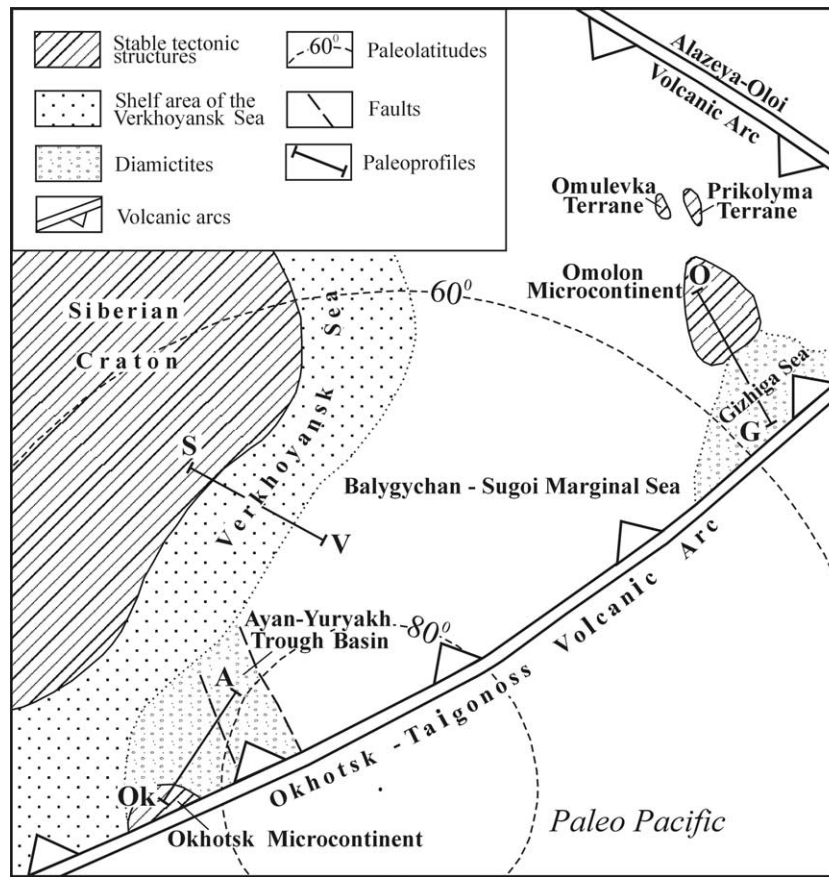 Stable tectonic
structures
Shelf area of the
Verkhoyansk Sea
Diamictites
Volcanic arcs
60⁰
Paleolatitudes
Faults
Paleoprofiles
Alazeya-Oloi
Volcanic Arc
Omulevka
Terrane
Prikolyma
Terrane
Omolon
Microcontinent
O
60⁰
Siberian
Craton
Verkhoyansk Sea
Gizhiga Sea
G
S
V
Balygychan - Sugoi Marginal Sea
Ayan-Yuryakh
Trough Basin
80⁰
A
Okhotsk - Taigonoss Volcanic Arc
Ok
Okhotsk Microcontinent
Paleo Pacific